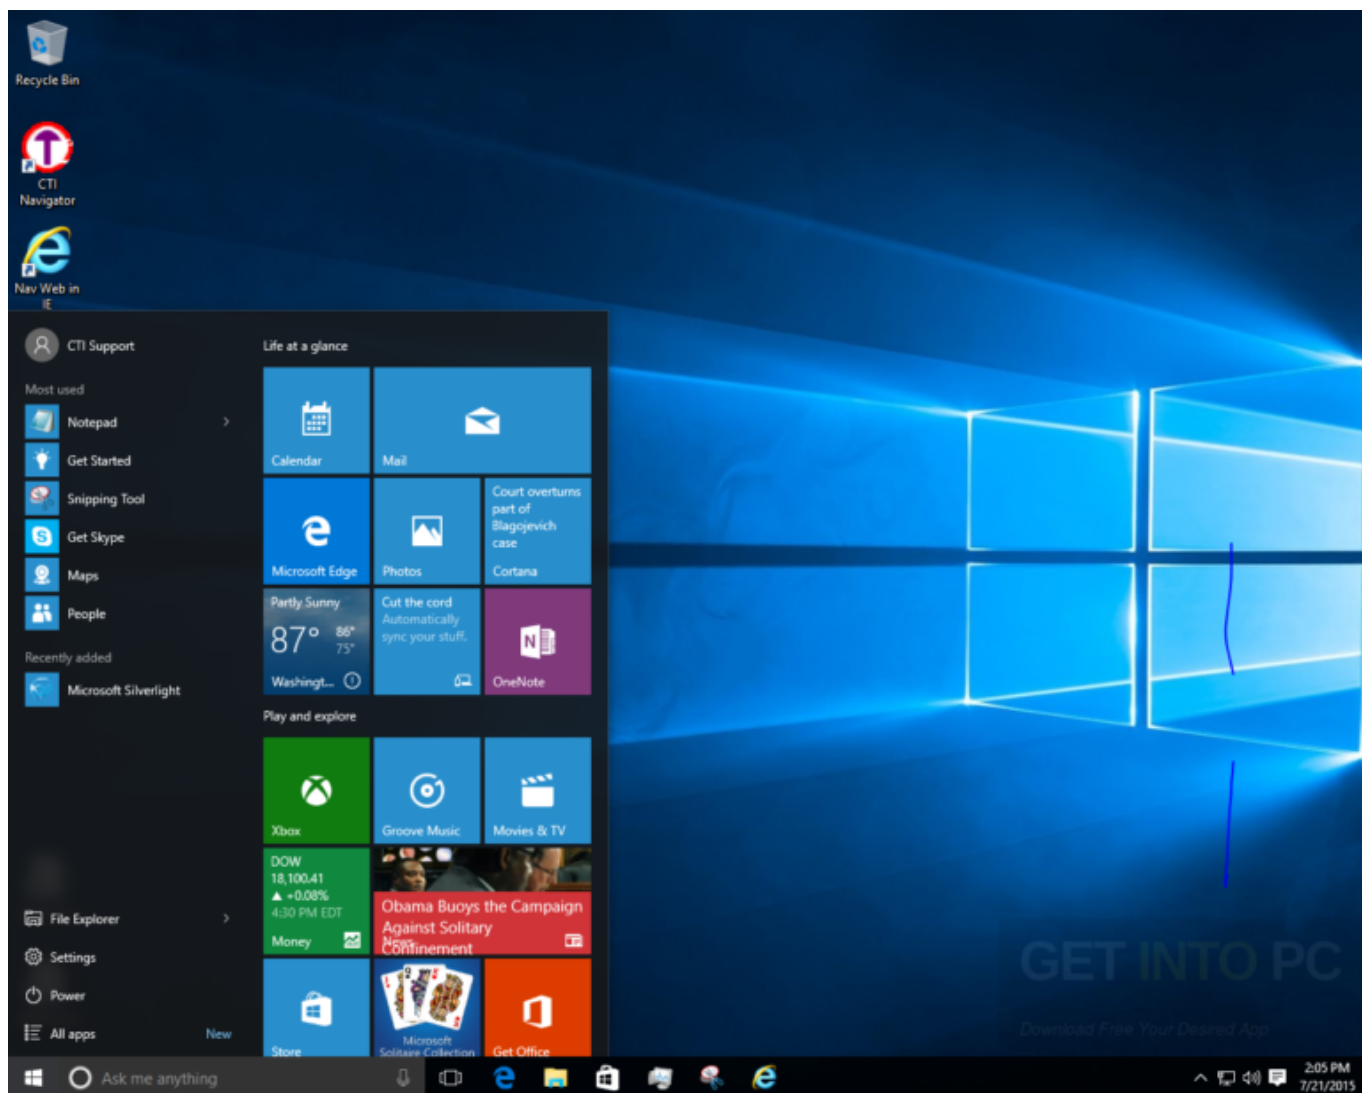 Recycle Bin
CTI
Navigator
Nav Web in
IE
CTI Support
Most used
Notepad
Get Started
Snipping Tool
Get Skype
Maps
People
Recently added
Microsoft Silverlight
File Explorer
Settings
Power
All apps
New
Life at a glance
Calendar
Mail
Microsoft Edge
Photos
Court overturns
part of
Blagojevich
case
Cortana
Partly Sunny
87° 86°
75°
Washingt...
Cut the cord
Automatically
sync your stuff.
OneNote
Play and explore
Xbox
Groove Music
Movies & TV
DOW
18,100.41
▲ +0.08%
4:30 PM EDT
Money
Obama Buoys the Campaign
Against Solitary
Confinement
News
Store
Microsoft
Solitaire Collection
Get Office
GET INTO PC
Download Free Your Desired App
Ask me anything
2:05 PM
7/21/2015